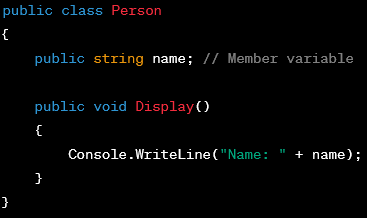 public class Person
{
    public string name; // Member variable

    public void Display()
    {
        Console.WriteLine("Name: " + name);
    }
}